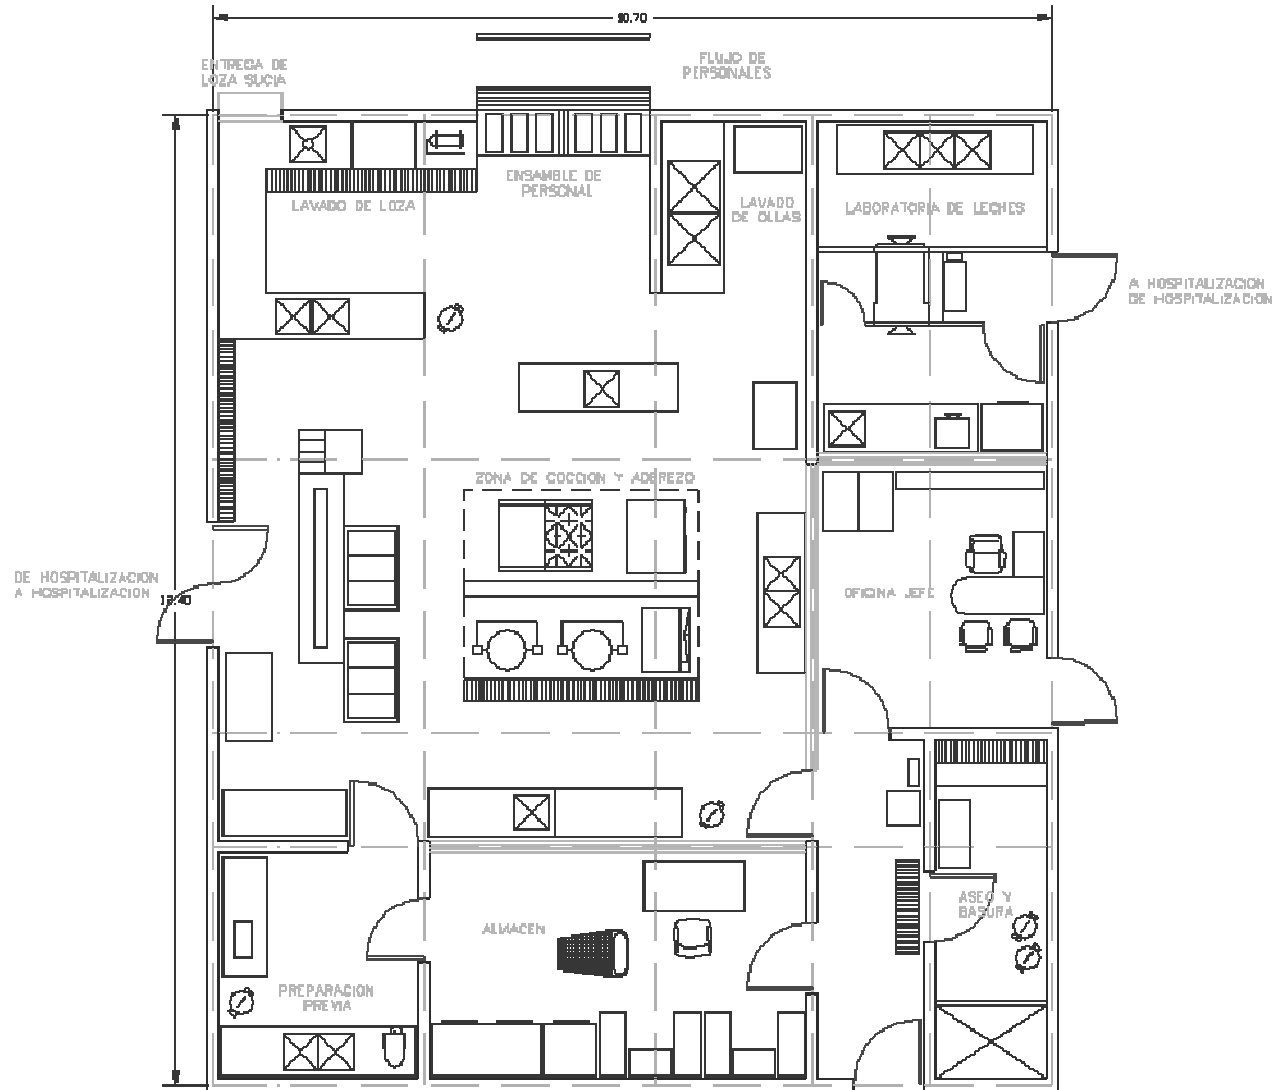 20.70
ENTREGA DE
LOZA SUCIA
FLUJO DE
PERSONALES
ENSAMBLE DE
PERSONAL
LAVADO DE LOZA
LAVADO
DE OLLAS
LABORATORIA DE LECHES
A HOSPITALIZACION
DE HOSPITALIZACION
ZONA DE COCCION Y ADEREZO
DE HOSPITALIZACION
A HOSPITALIZACION
OFICINA JEFE
ASEO Y
BASURA
ALMACEN
PREPARACION
PREVIA